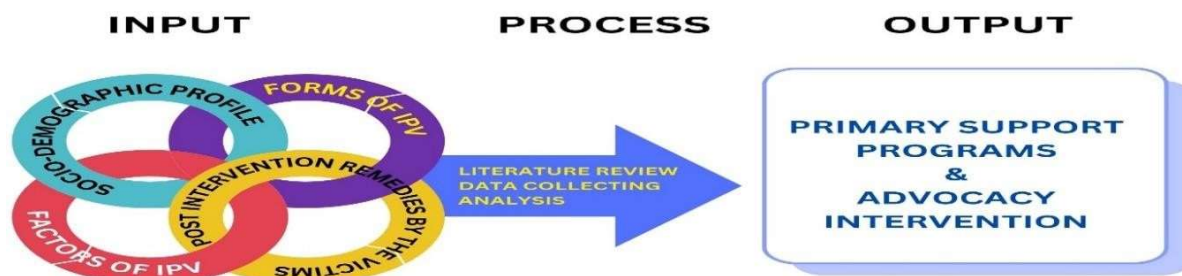 INPUT
PROCESS
OUTPUT
SOCIO-DEMOGRAPHIC PROFILE
FORMS OF IPV
FACTORS OF IPV
POST INTERVENTION REMEDIES BY THE VICTIMS
LITERATURE REVIEW
DATA COLLECTING
ANALYSIS
PRIMARY SUPPORT
PROGRAMS
&
ADVOCACY
INTERVENTION